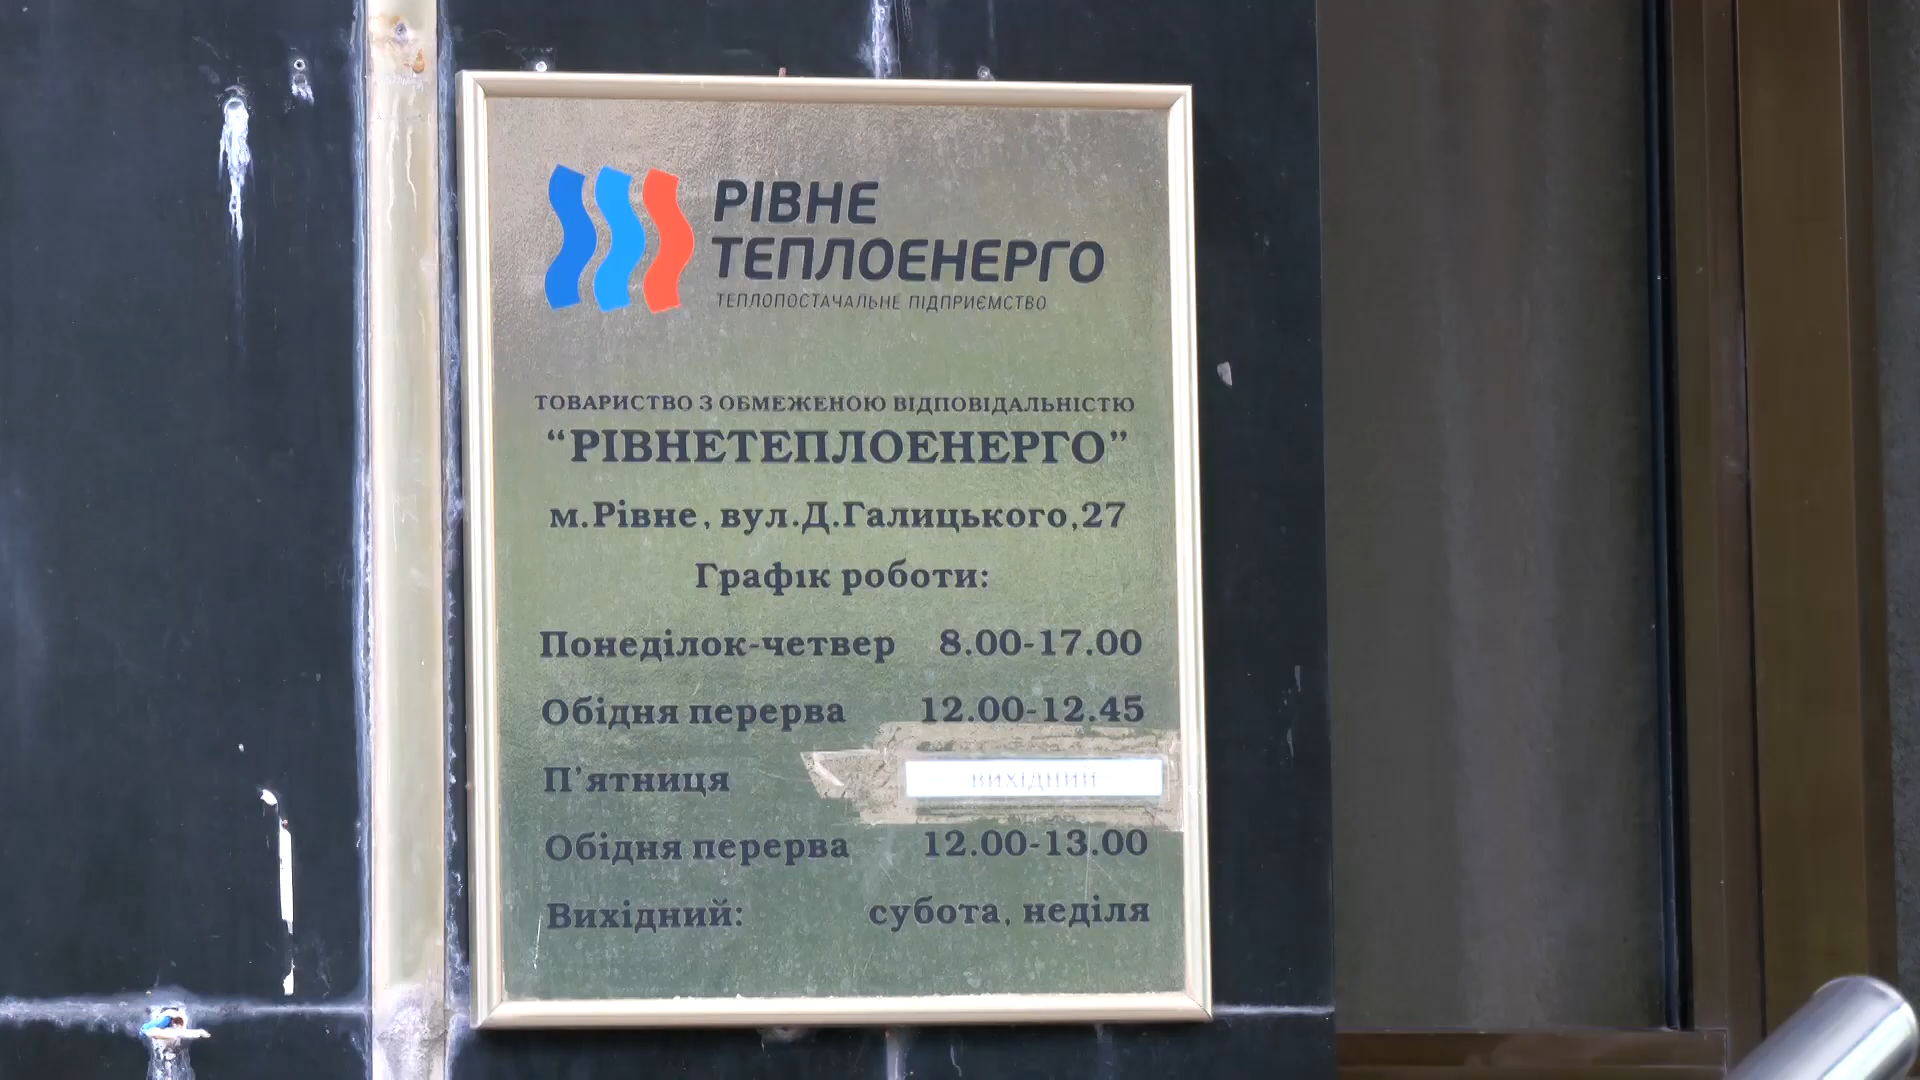 РІВНЕ
ТЕПЛОЕНЕРГО
ТЕПЛОПОСТАЧАЛЬНЕ ПІДПРИЄМСТВО
ТОВАРИСТВО З ОБМЕЖЕНОЮ ВІДПОВІДАЛЬНІСТЮ
“РІВНЕТЕПЛОЕНЕРГО”
м.Рівне, вул.Д.Галицького,27
Графік роботи:
Понеділок-четвер 8.00-17.00
Обідня перерва 12.00-12.45
П'ятниця ВИХІДНИЙ
Обідня перерва 12.00-13.00
Вихідний: субота, неділя